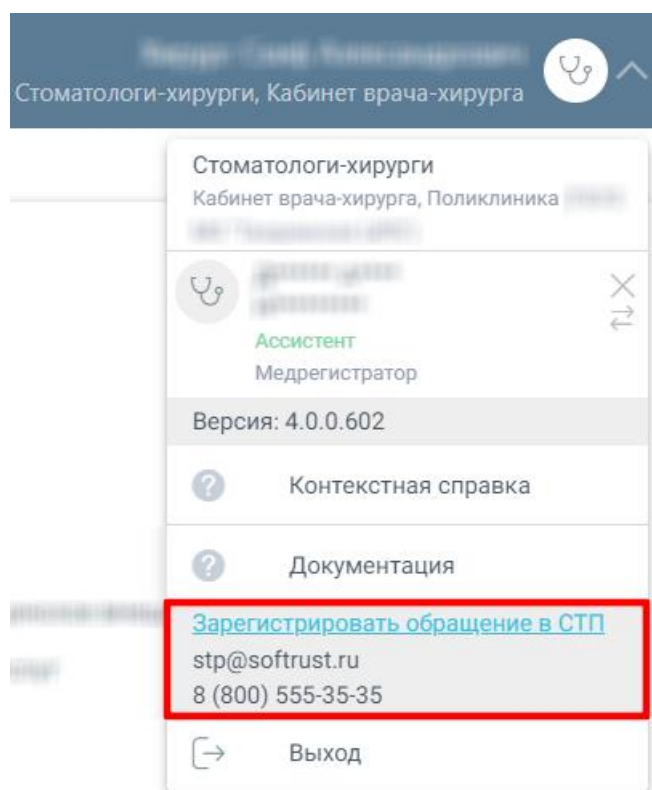 Стоматологи-хирурги, Кабинет врача-хирурга
Стоматологи-хирурги
Кабинет врача-хирурга, Поликлиника
Ассистент
Медрегистратор
Версия: 4.0.0.602
Контекстная справка
Документация
Зарегистрировать обращение в СТП
stp@softrust.ru
8 (800) 555-35-35
Выход